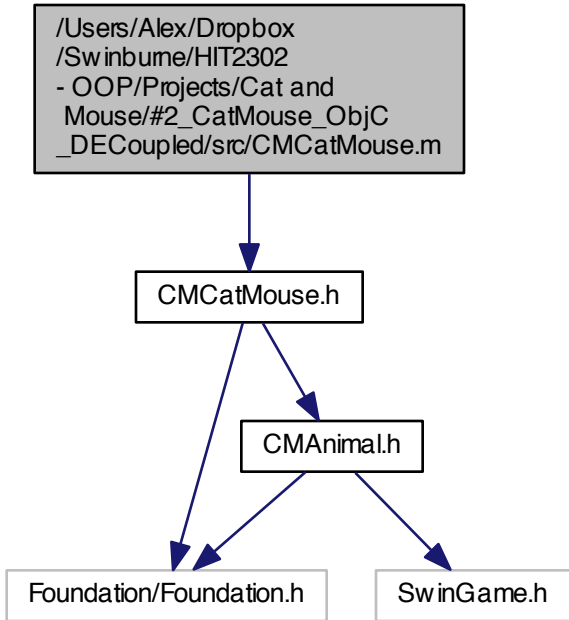 /Users/Alex/Dropbox
/Swinburne/HIT2302
- OOP/Projects/Cat and
Mouse/#2_CatMouse_ObjC
_DECoupled/src/CMCatMouse.m
CMCatMouse.h
CMAnimal.h
Foundation/Foundation.h
SwinGame.h